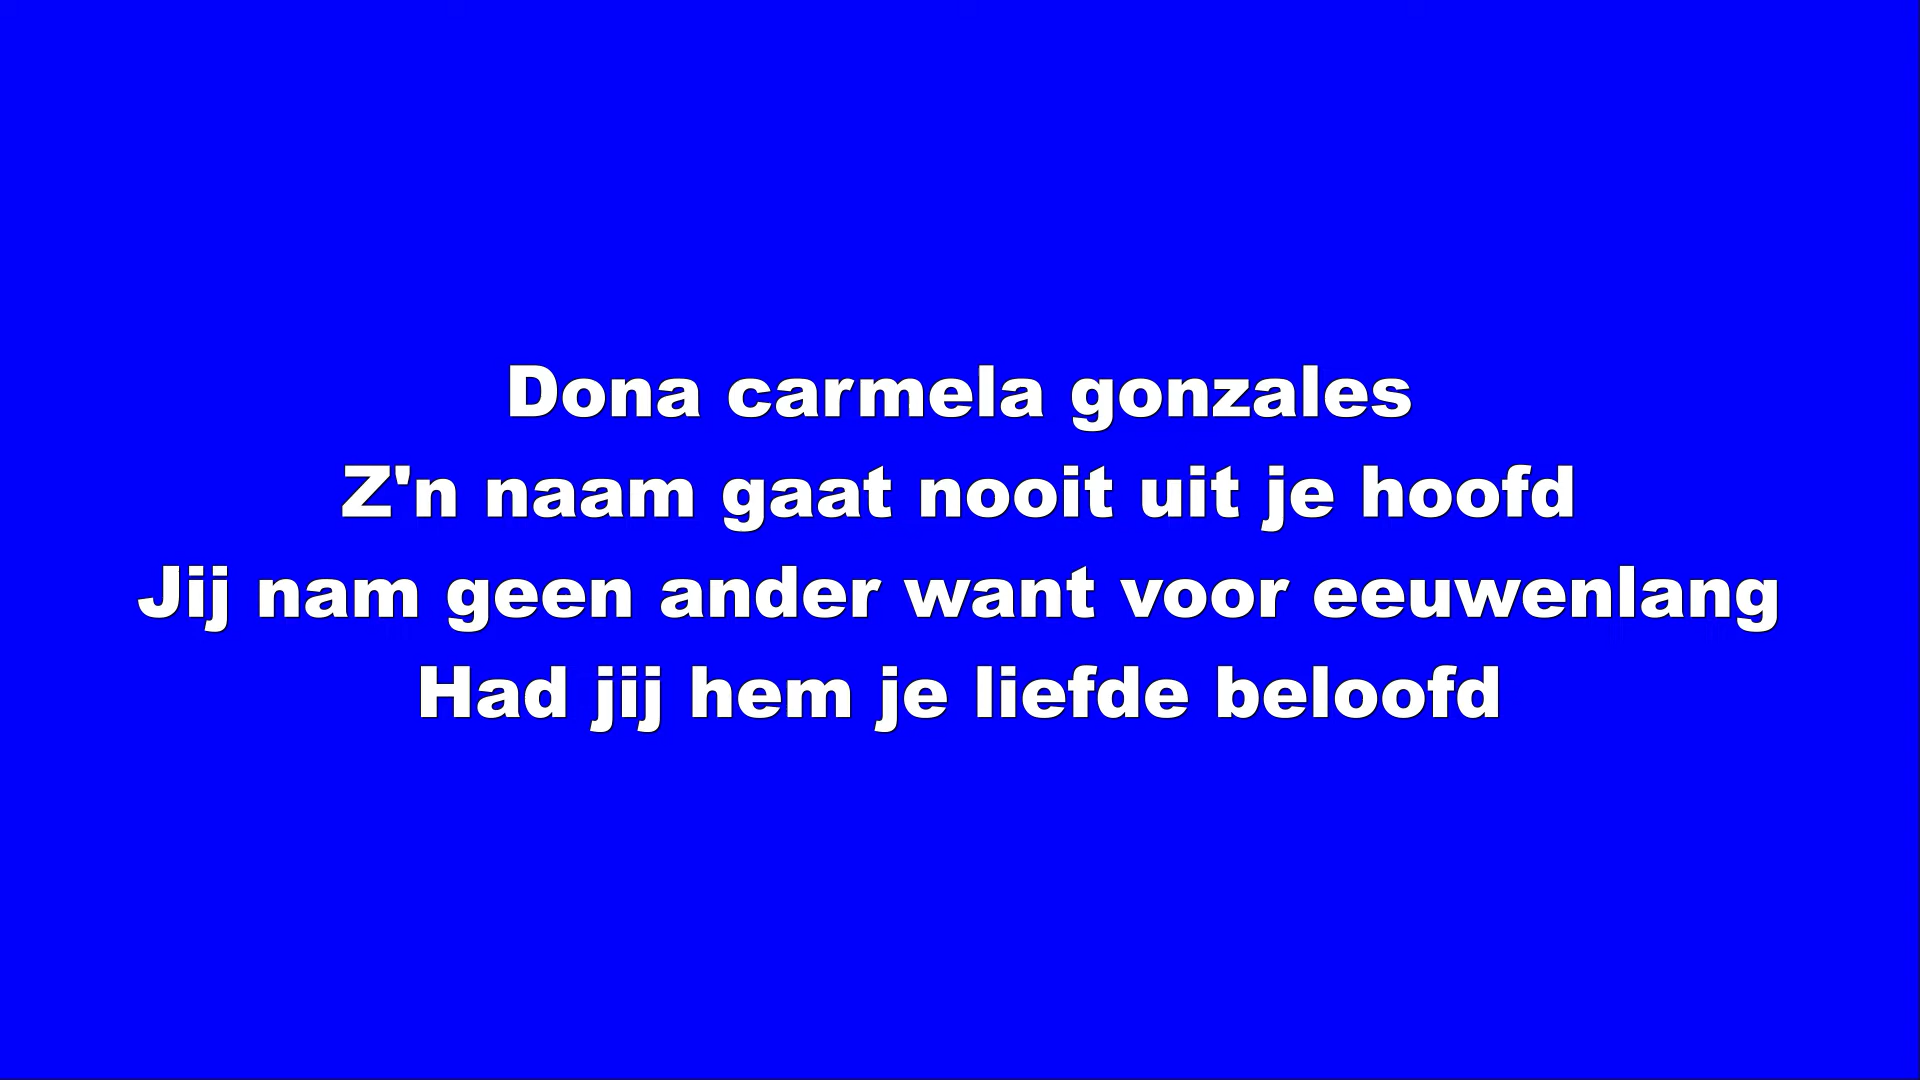 Dona carmela gonzales
Z'n naam gaat nooit uit je hoofd
Jij nam geen ander want voor eeuwenlang
Had jij hem je liefde beloofd